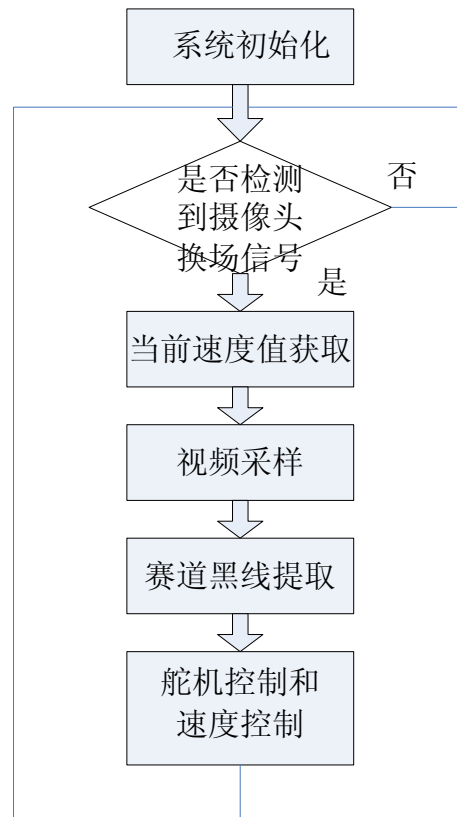 系统初始化
是否检测
到摄像头
换场信号
否
是
当前速度值获取
视频采样
赛道黑线提取
舵机控制和
速度控制